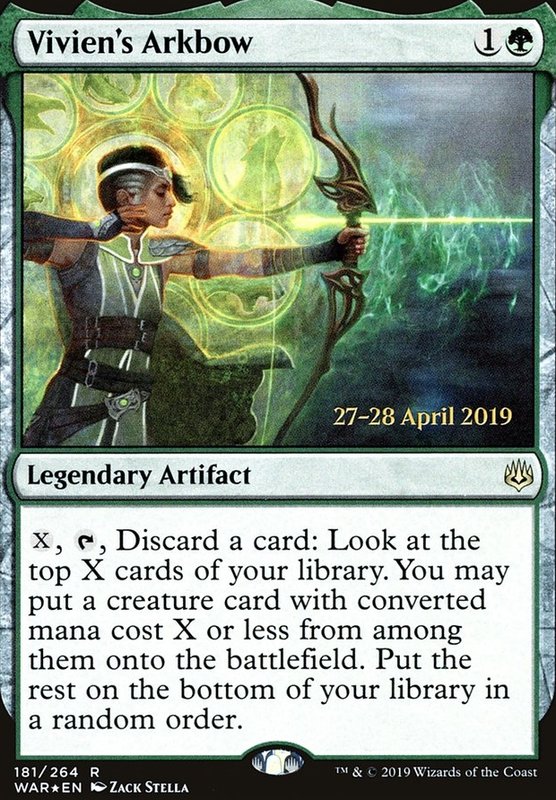 Vivien's Arkbow 1
27–28 April 2019
Legendary Artifact
X, , Discard a card: Look at the
top X cards of your library. You may
put a creature card with converted
mana cost X or less from among
them onto the battlefield. Put the
rest on the bottom of your library in
a random order.
181/264 R
WAR★EN Zack Stella
™ & © 2019 Wizards of the Coast